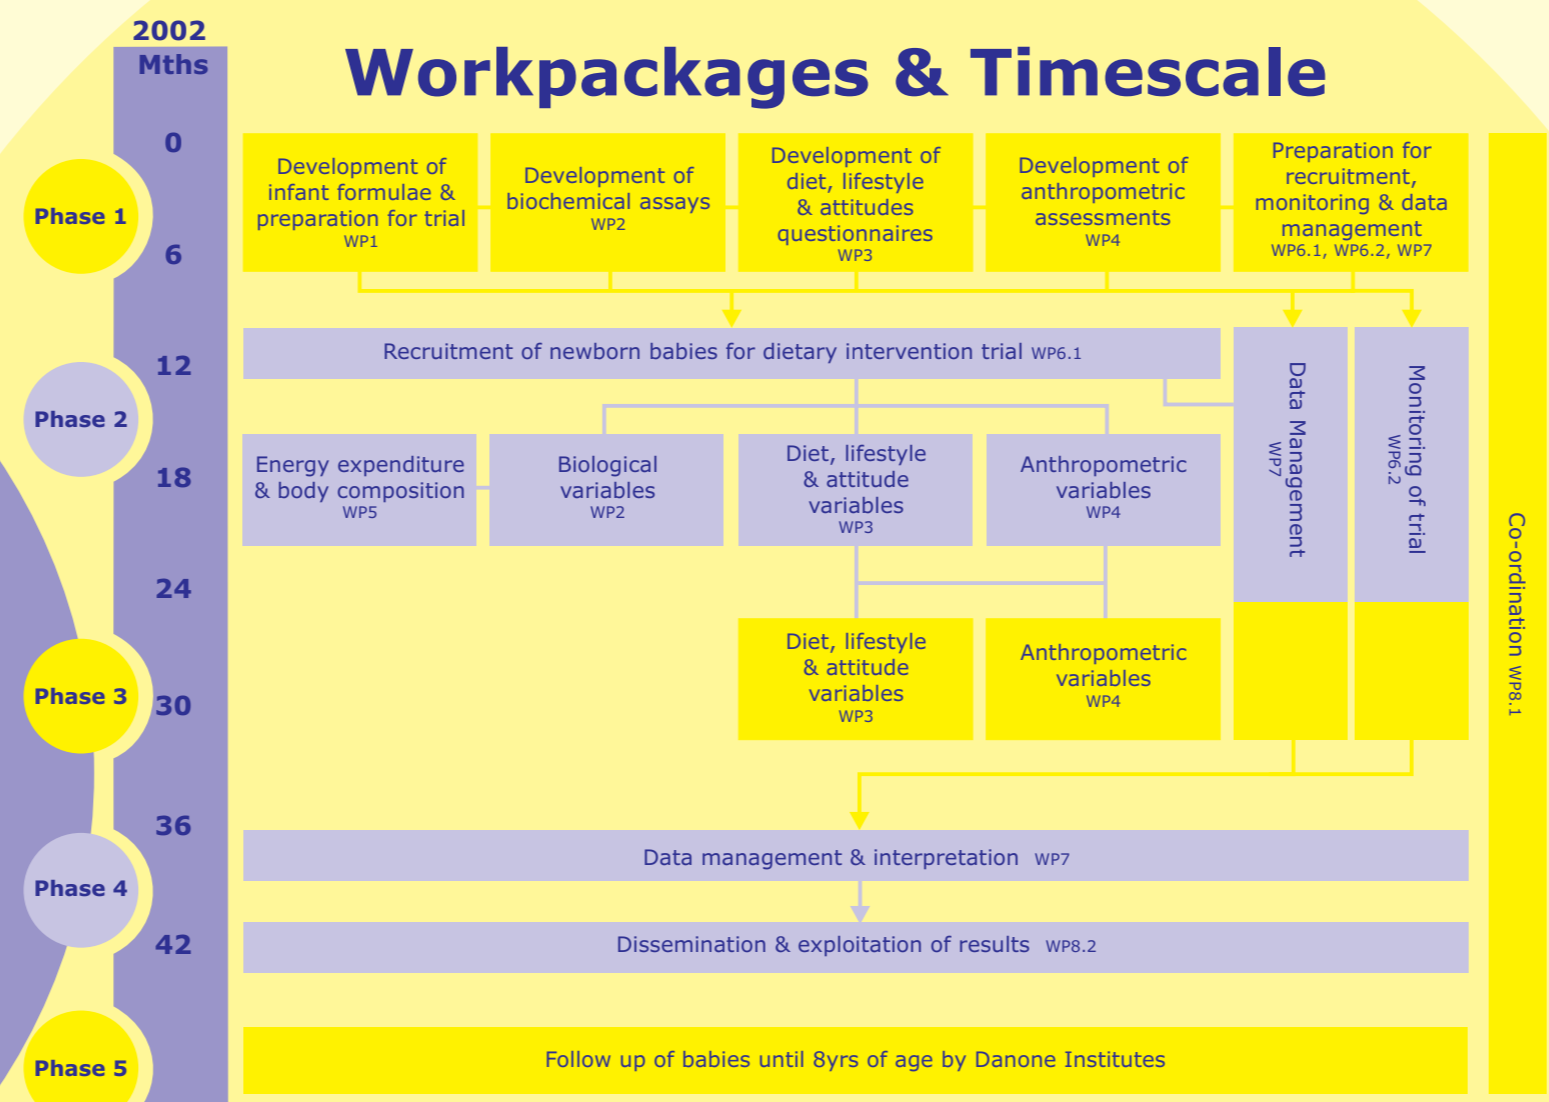 2002
Mths
Workpackages & Timescale
0
6
12
18
24
30
36
42
Phase 1
Phase 2
Phase 3
Phase 4
Phase 5
Development of
infant formulae &
preparation for trial
WP1
Development of
biochemical assays
WP2
Development of
diet, lifestyle
& attitudes
questionnaires
WP3
Development of
anthropometric
assessments
WP4
Preparation for
recruitment,
monitoring & data
management
WP6.1, WP6.2, WP7
Recruitment of newborn babies for dietary intervention trial WP6.1
Data Management
WP7
Monitoring of trial
WP6.2
Energy expenditure
& body composition
WP5
Biological
variables
WP2
Diet, lifestyle
& attitude
variables
WP3
Anthropometric
variables
WP4
Diet, lifestyle
& attitude
variables
WP3
Anthropometric
variables
WP4
Data management & interpretation WP7
Dissemination & exploitation of results WP8.2
Follow up of babies until 8yrs of age by Danone Institutes
Co-ordination WP8.1